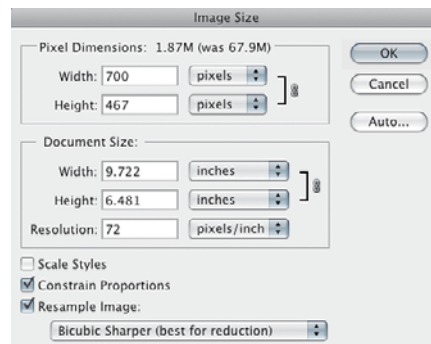 Image Size
Pixel Dimensions: 1.87M (was 67.9M)
Width: 700 pixels
Height: 467 pixels
OK
Cancel
Auto...
Document Size:
Width: 9.722 inches
Height: 6.481 inches
Resolution: 72 pixels/inch
Scale Styles
Constrain Proportions
Resample Image:
Bicubic Sharper (best for reduction)